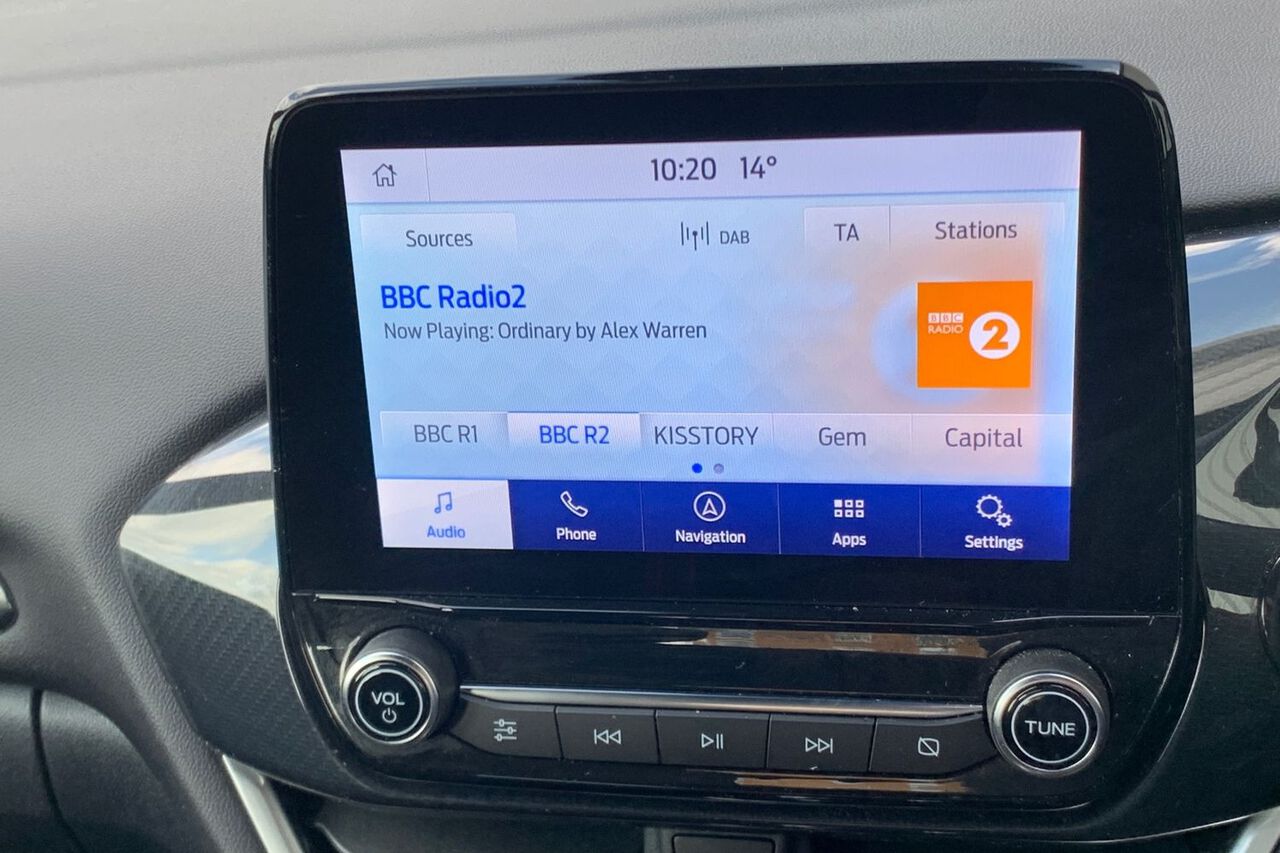 10:20 14°
Sources DAB TA Stations
BBC Radio2
Now Playing: Ordinary by Alex Warren
BBC
RADIO 2
BBC R1 BBC R2 KISSTORY Gem Capital
Audio Phone Navigation Apps Settings
VOL
TUNE